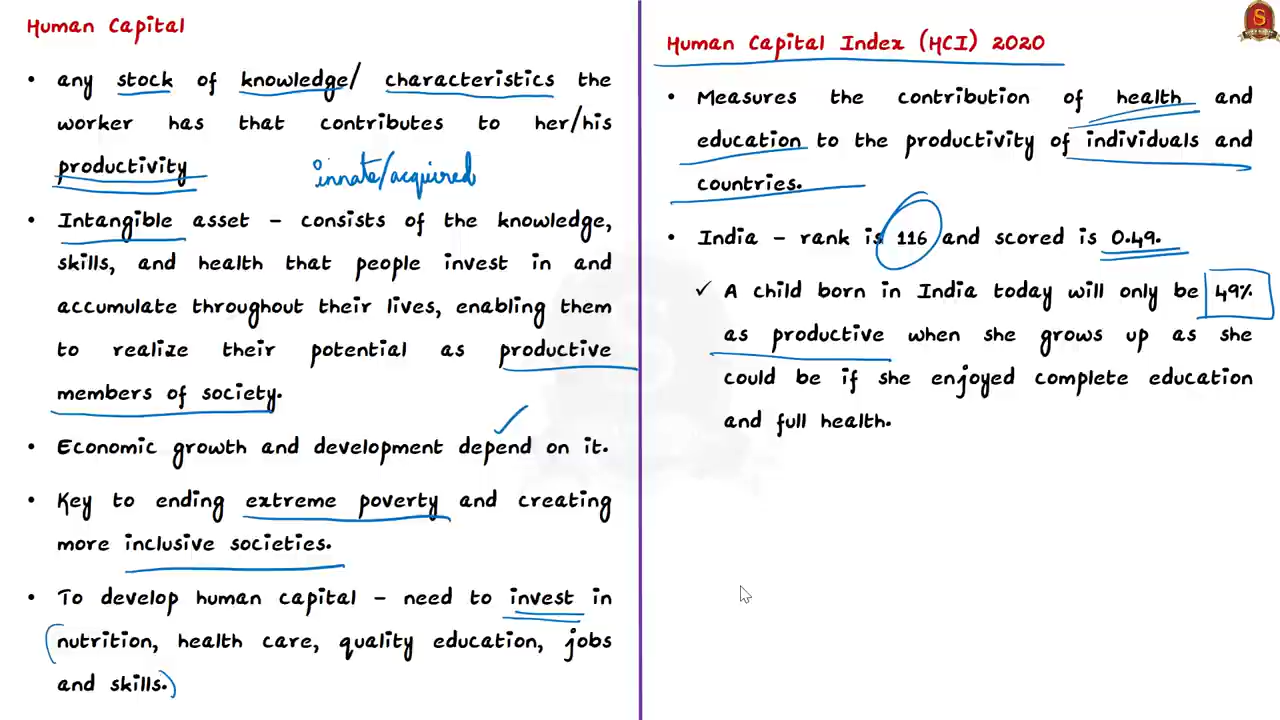 Human Capital
• any stock of knowledge/ characteristics the
worker has that contributes to her/his
productivity
innate/acquired
• Intangible asset - consists of the knowledge,
skills, and health that people invest in and
accumulate throughout their lives, enabling them
to realize their potential as productive
members of society.
• Economic growth and development depend on it.
• Key to ending extreme poverty and creating
more inclusive societies.
• To develop human capital - need to invest in
(nutrition, health care, quality education, jobs
and skills.)
Human Capital Index (HCI) 2020
• Measures the contribution of health and
education to the productivity of individuals and
countries.
• India - rank is 116 and scored is 0.49.
✓ A child born in India today will only be 49%
as productive when she grows up as she
could be if she enjoyed complete education
and full health.
S